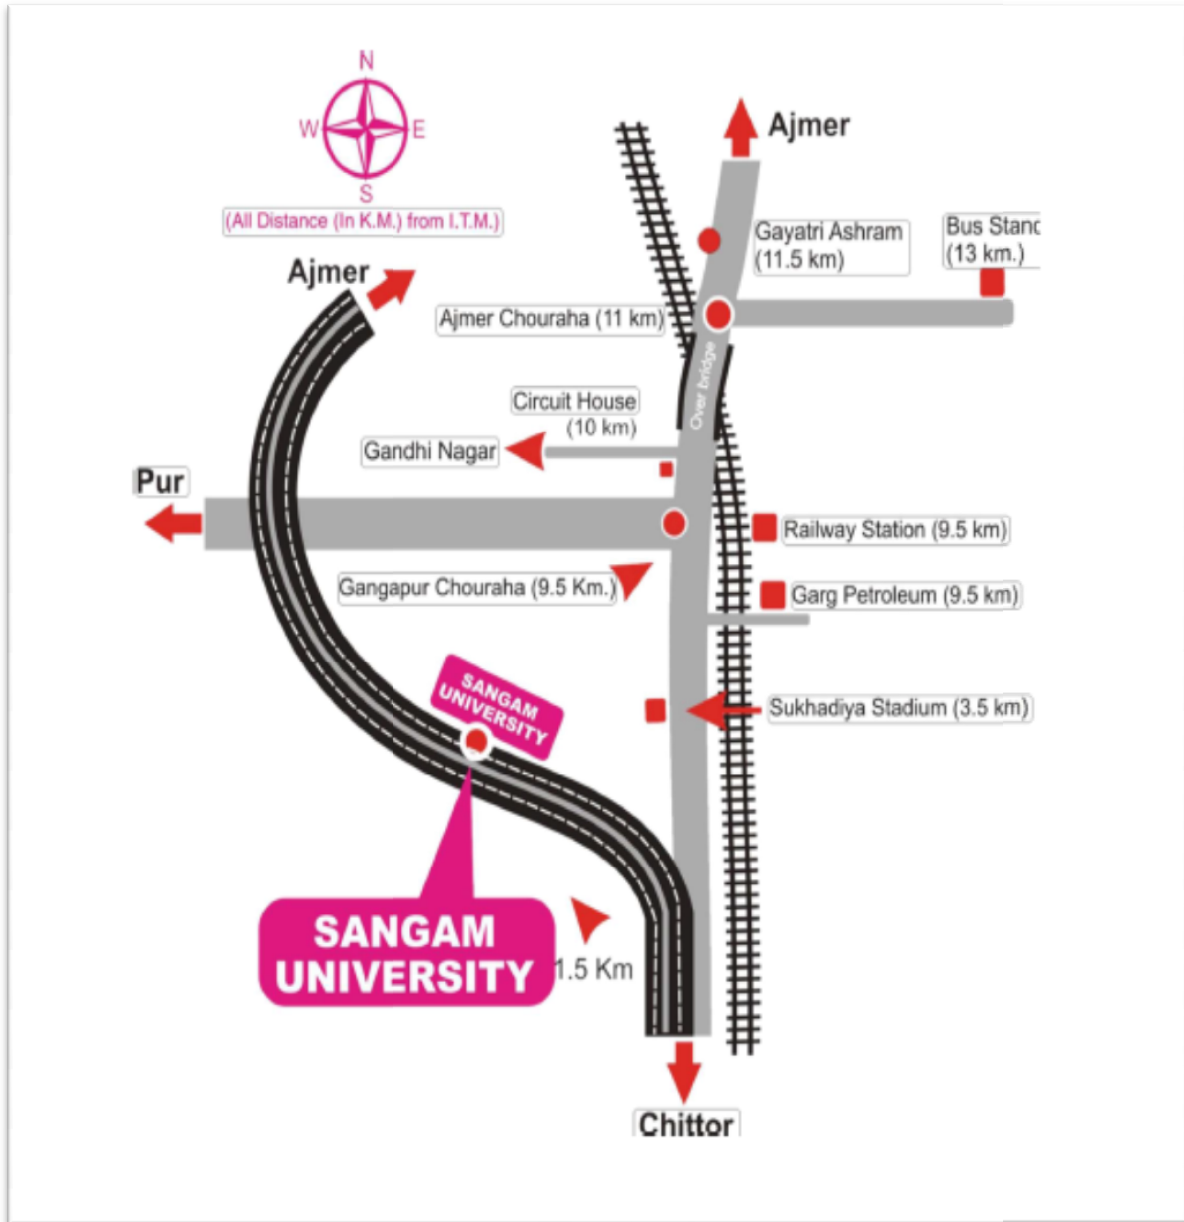 N
W E
S
(All Distance (In K.M.) from I.T.M.)
Ajmer
Ajmer
Gayatri Ashram
(11.5 km)
Bus Stand
(13 km.)
Ajmer Chouraha (11 km)
Over bridge
Circuit House
(10 km)
Gandhi Nagar
Pur
Railway Station (9.5 km)
Gangapur Chouraha (9.5 Km.)
Garg Petroleum (9.5 km)
SANGAM
UNIVERSITY
Sukhadiya Stadium (3.5 km)
SANGAM
UNIVERSITY
1.5 Km
Chittor